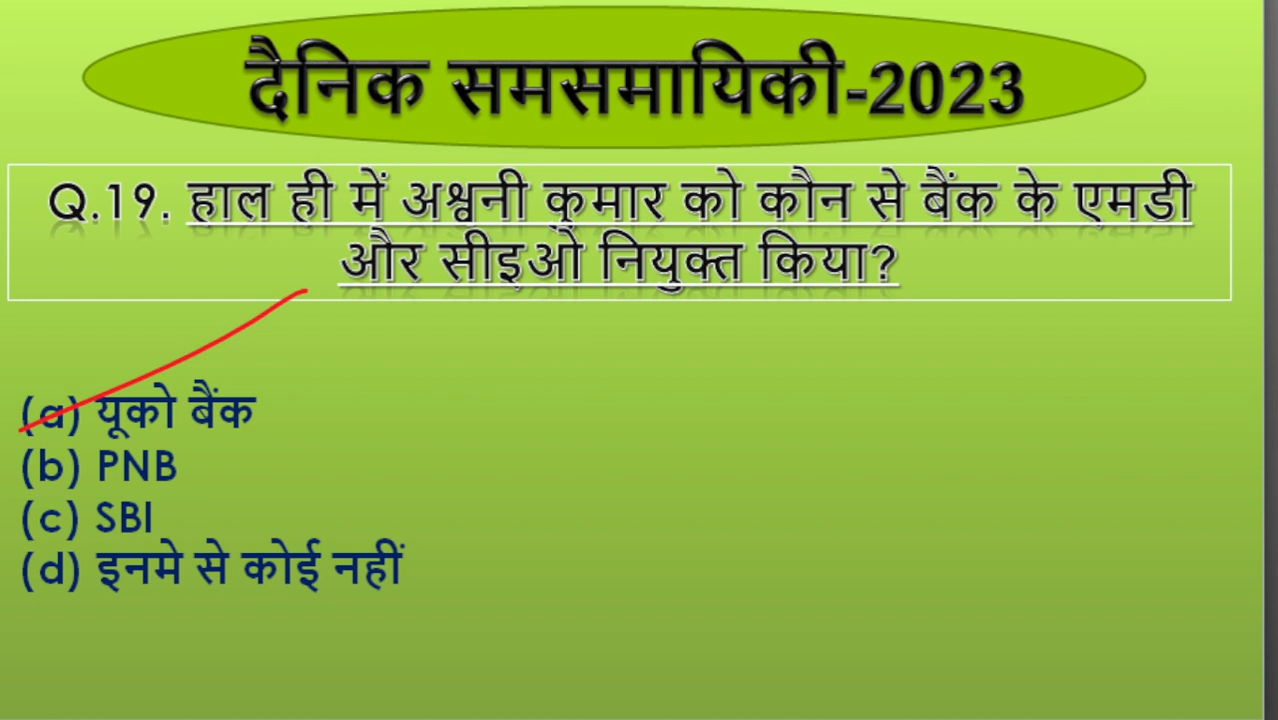 दैनिक समसमायिकी-2023
Q.19. हाल ही में अश्वनी कुमार को कौन से बैंक के एमडी
और सीइओ नियुक्त किया?
(a) यूको बैंक
(b) PNB
(c) SBI
(d) इनमे से कोई नहीं